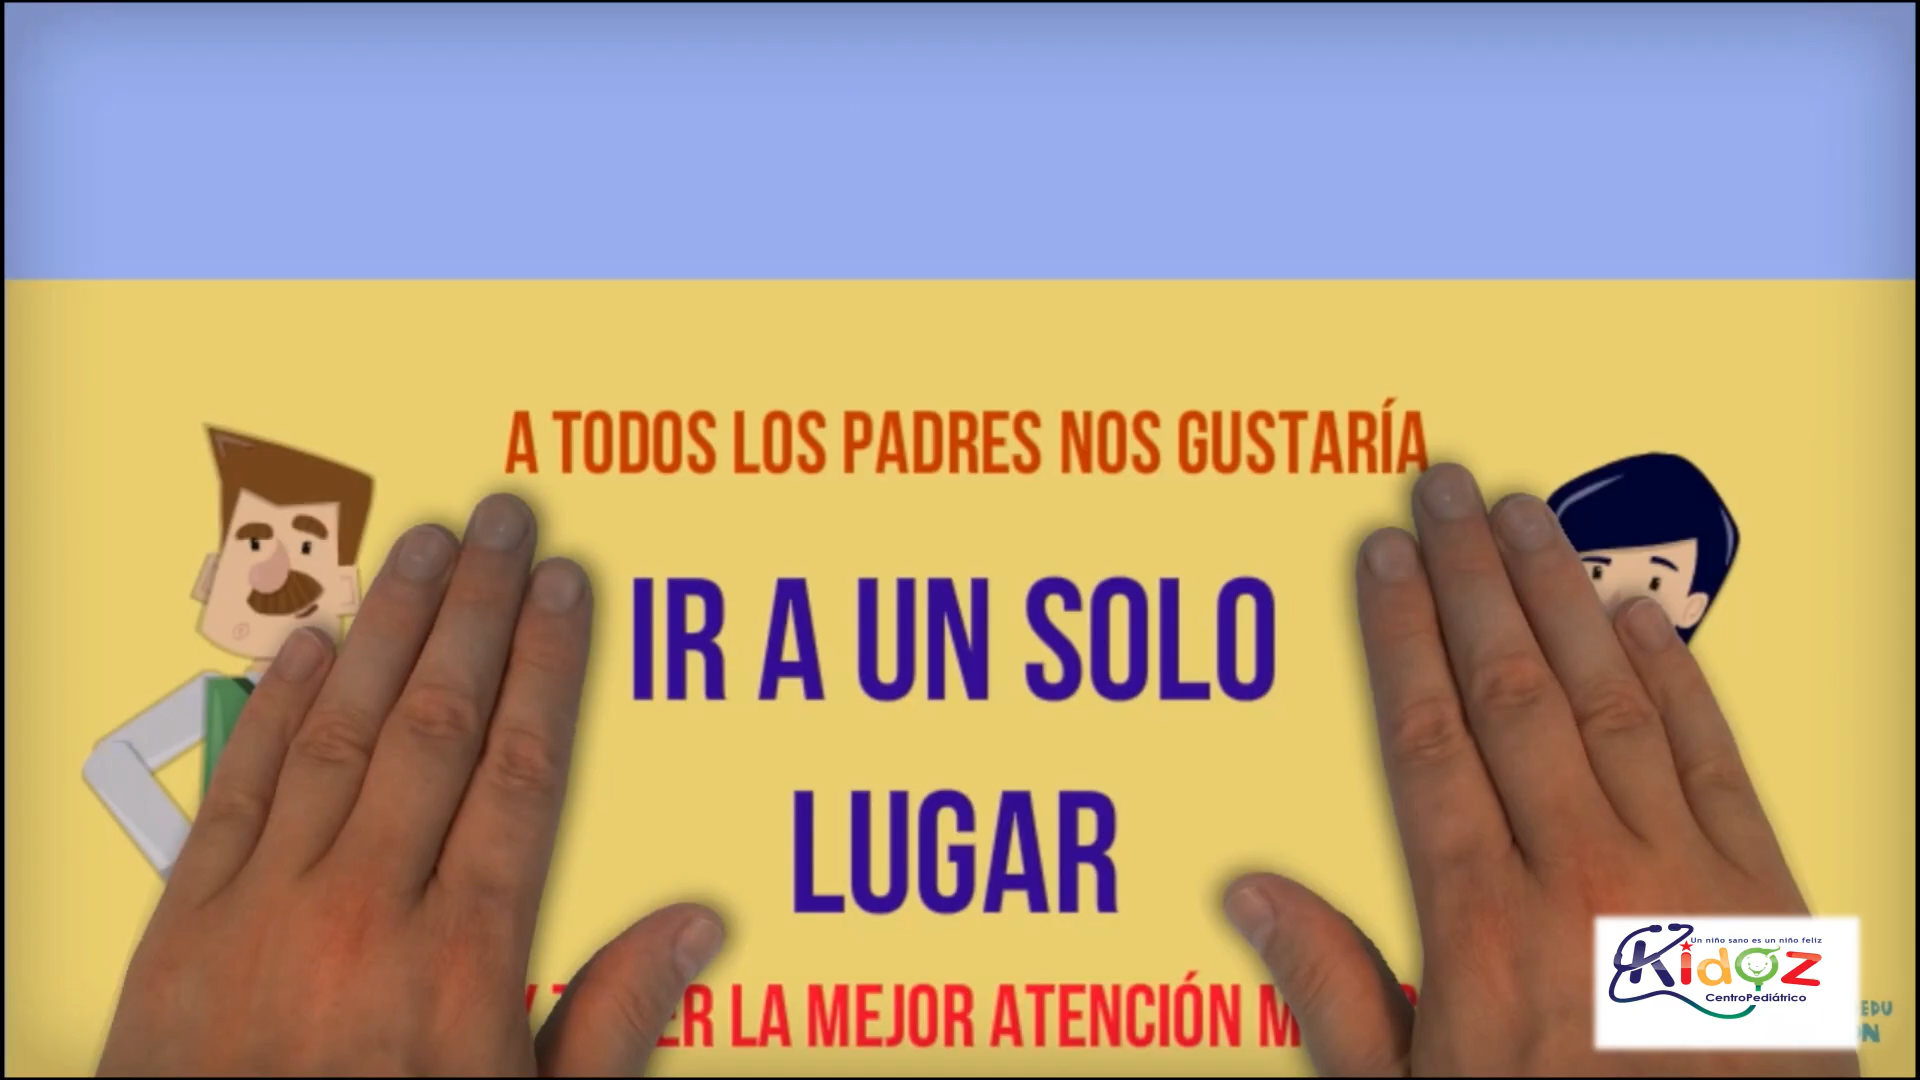 A TODOS LOS PADRES NOS GUSTARÍA
IR A UN SOLO
LUGAR
LA MEJOR ATENCIÓN
Un niño sano es un niño feliz
Kidoz
CentroPediátrico